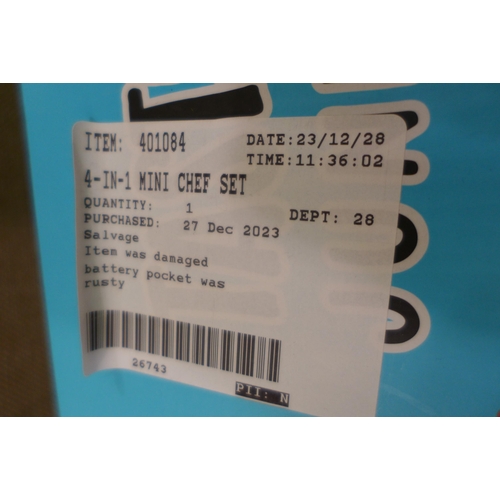 ITEM: 401084 DATE:23/12/28
TIME:11:36:02
4-IN-1 MINI CHEF SET
QUANTITY: 1 DEPT: 28
PURCHASED: 27 Dec 2023
Salvage
Item was damaged
battery pocket was
rusty
26743
PII: N